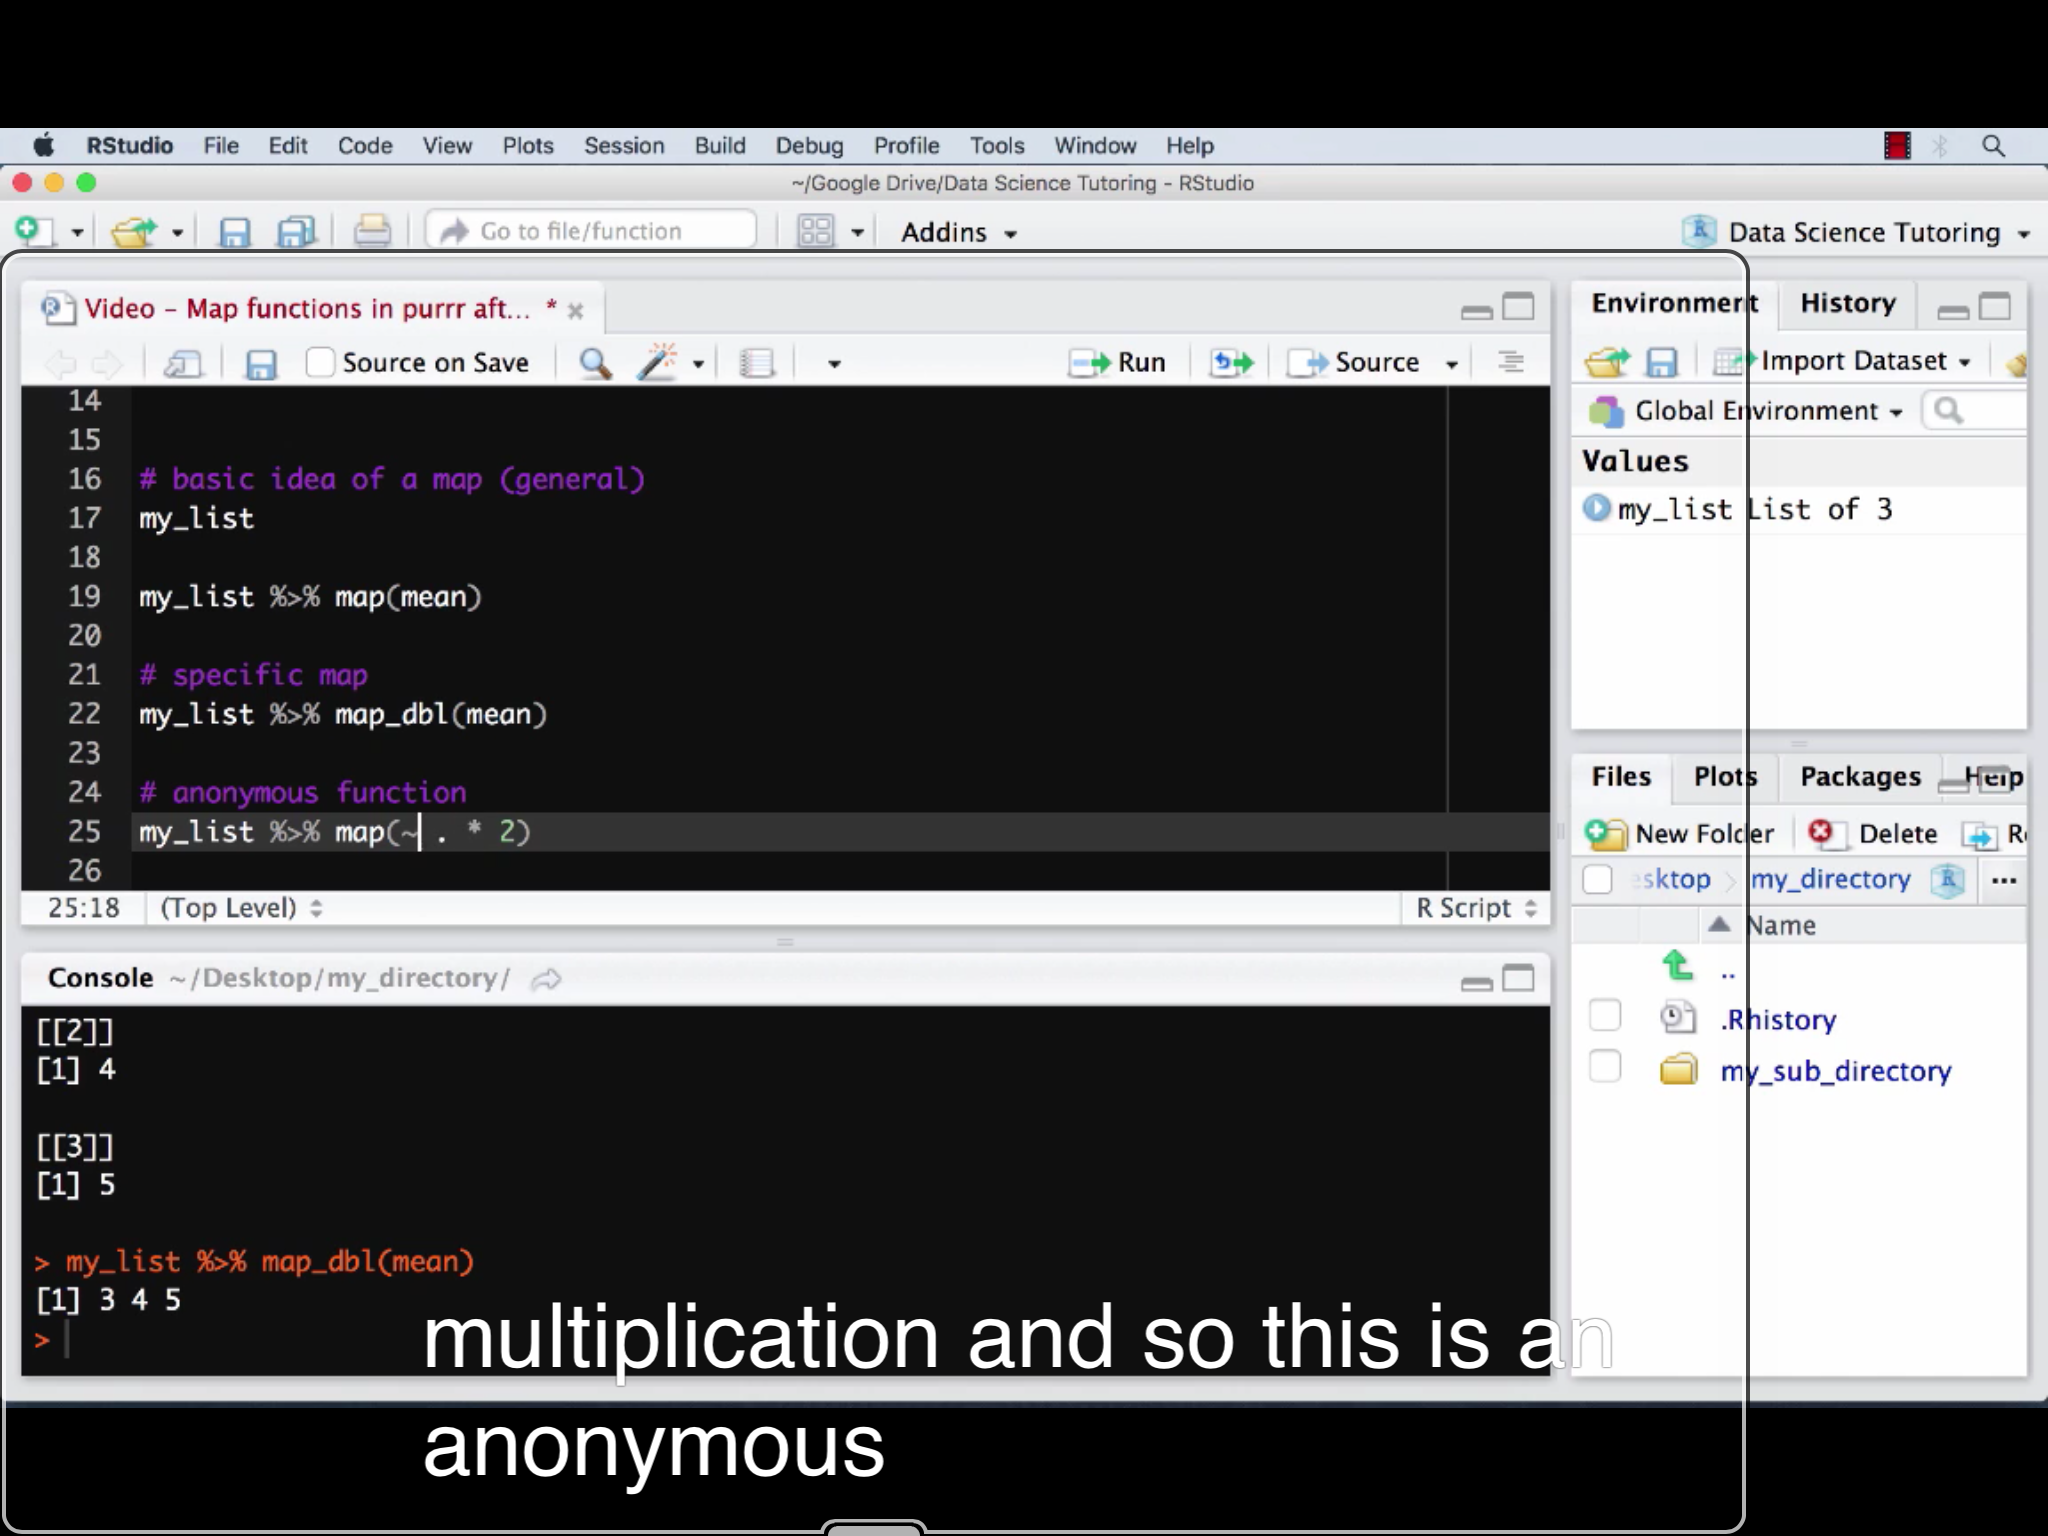 RStudio File Edit Code View Plots Session Build Debug Profile Tools Window Help
~/Google Drive/Data Science Tutoring - RStudio
Go to file/function Addins Data Science Tutoring
Video - Map functions in purrr aft... *
Source on Save Run Source
14
15
16 # basic idea of a map (general)
17 my_list
18
19 my_list %>% map(mean)
20
21 # specific map
22 my_list %>% map_dbl(mean)
23
24 # anonymous function
25 my_list %>% map(~ . * 2)
26
25:18 (Top Level) R Script
Console ~/Desktop/my_directory/
[[2]]
[1] 4
[[3]]
[1] 5
> my_list %>% map_dbl(mean)
[1] 3 4 5
>
Environment History
Import Dataset
Global Environment
Values
my_list List of 3
Files Plots Packages Help
New Folder Delete
my_directory ...
Name
..
.Rhistory
my_sub_directory
multiplication and so this is an
anonymous